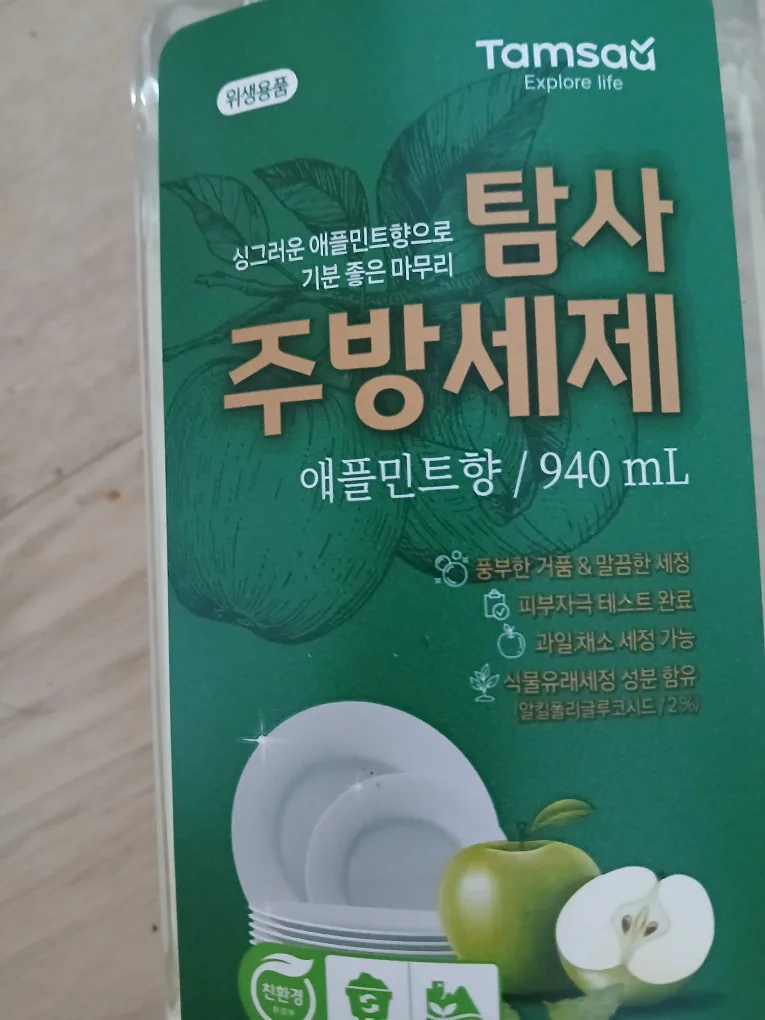 Tamsaa
Explore life
위생용품
싱그러운 애플민트향으로
기분 좋은 마무리
탐사
주방세제
애플민트향 / 940 mL
풍부한 거품 & 말끔한 세정
피부자극 테스트 완료
과일,채소 세정 가능
식물유래세정 성분 함유
(알킬폴리글루코시드 / 2%)
친환경
환경부